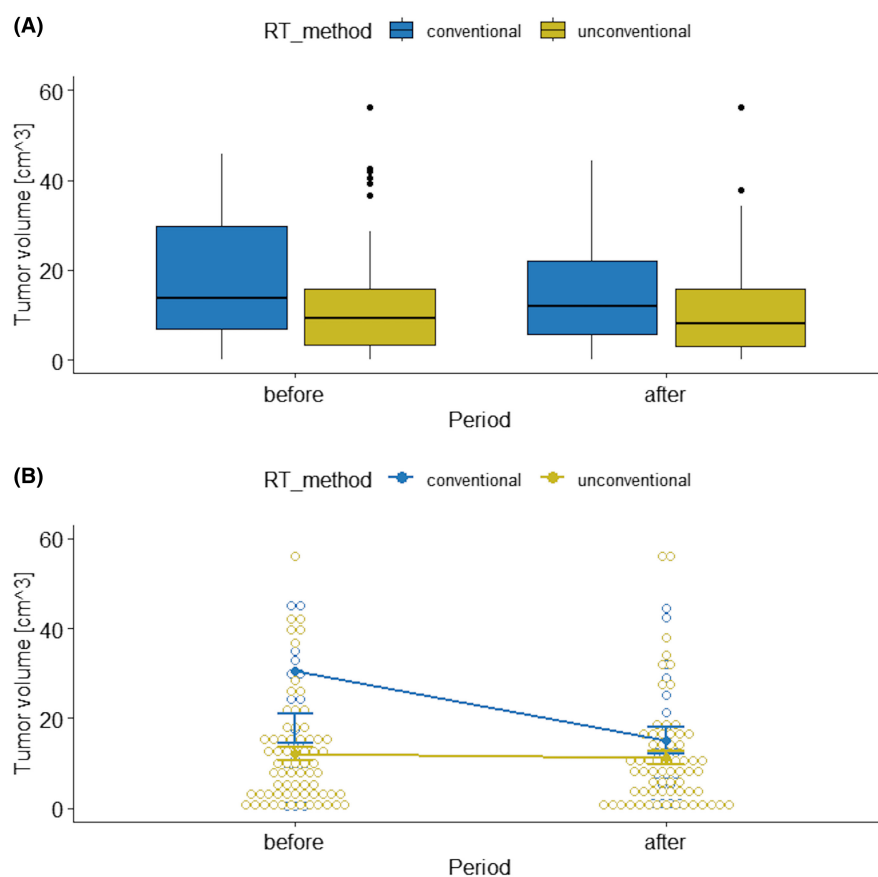 (A)
RT_method conventional unconventional
Tumor volume [cm^3]
60
40
20
0
before after
Period
(B)
RT_method conventional unconventional
Tumor volume [cm^3]
60
40
20
0
before after
Period